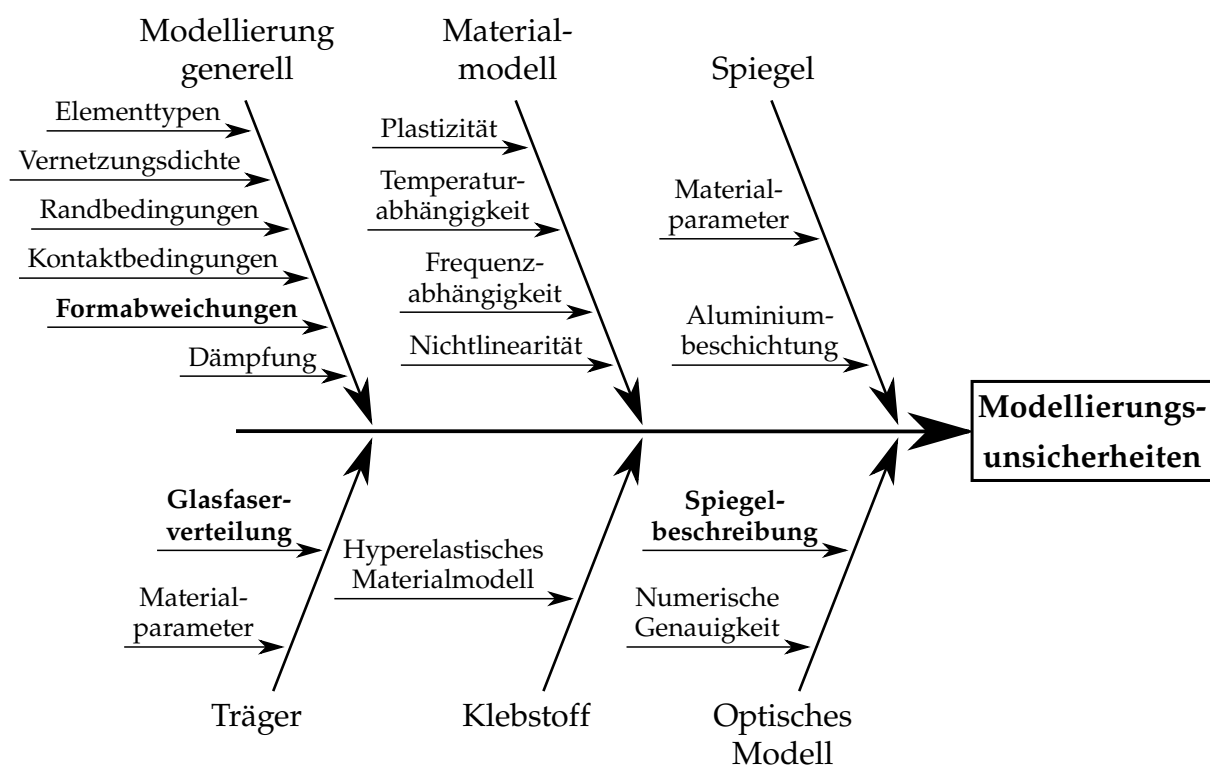 Modellierung
generell
Material-
modell
Spiegel
Elementtypen
Vernetzungsdichte
Randbedingungen
Kontaktbedingungen
Formabweichungen
Dämpfung
Plastizität
Temperatur-
abhängigkeit
Frequenz-
abhängigkeit
Nichtlinearität
Material-
parameter
Aluminium-
beschichtung
Modellierungs-
unsicherheiten
Glasfaser-
verteilung
Material-
parameter
Hyperelastisches
Materialmodell
Spiegel-
beschreibung
Numerische
Genauigkeit
Träger
Klebstoff
Optisches
Modell